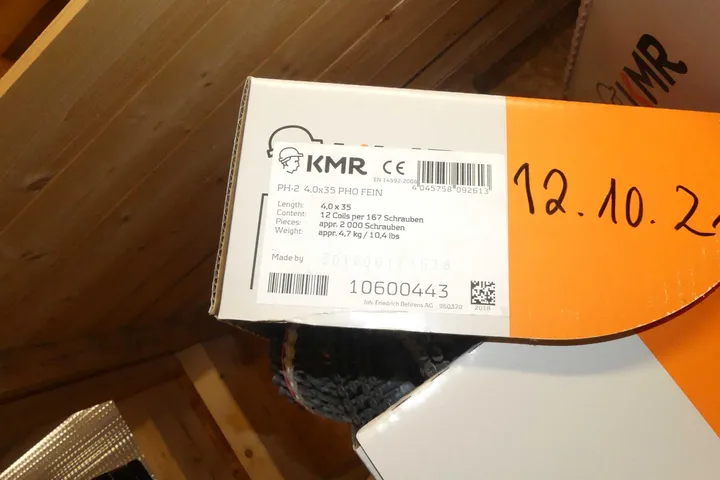 KMR
KMR CE
EN 14592:2008
4 045758 092613
PH-2 4,0x35 PHO FEIN
Length: 4,0 x 35
Content: 12 Coils per 167 Schrauben
Pieces: appr. 2 000 Schrauben
Weight: appr. 4,7 kg / 10,4 lbs
Made by
10600443
Joh. Friedrich Behrens AG 950370 2019
12.10.2